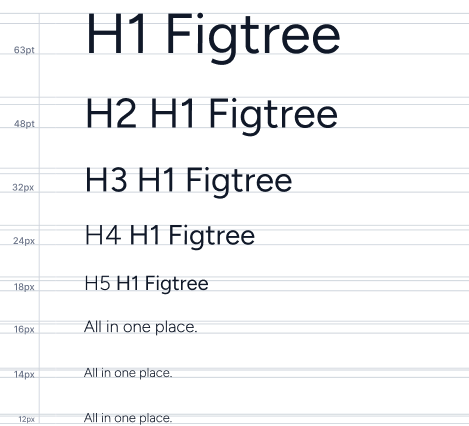 63pt H1 Figtree
48pt H2 H1 Figtree
32px H3 H1 Figtree
24px H4 H1 Figtree
18px H5 H1 Figtree
16px All in one place.
14px All in one place.
12px All in one place.